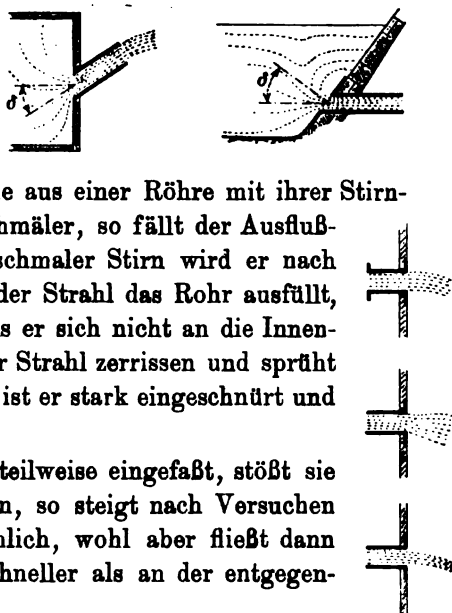 δ
δ
e aus einer Röhre mit ihrer Stirn-
nmäler, so fällt der Ausfluß-
schmaler Stirn wird er nach
der Strahl das Rohr ausfüllt,
s er sich nicht an die Innen-
r Strahl zerrissen und sprüht
ist er stark eingeschnürt und
teilweise eingefaßt, stößt sie
n, so steigt nach Versuchen
nlich, wohl aber fließt dann
hneller als an der entgegen-